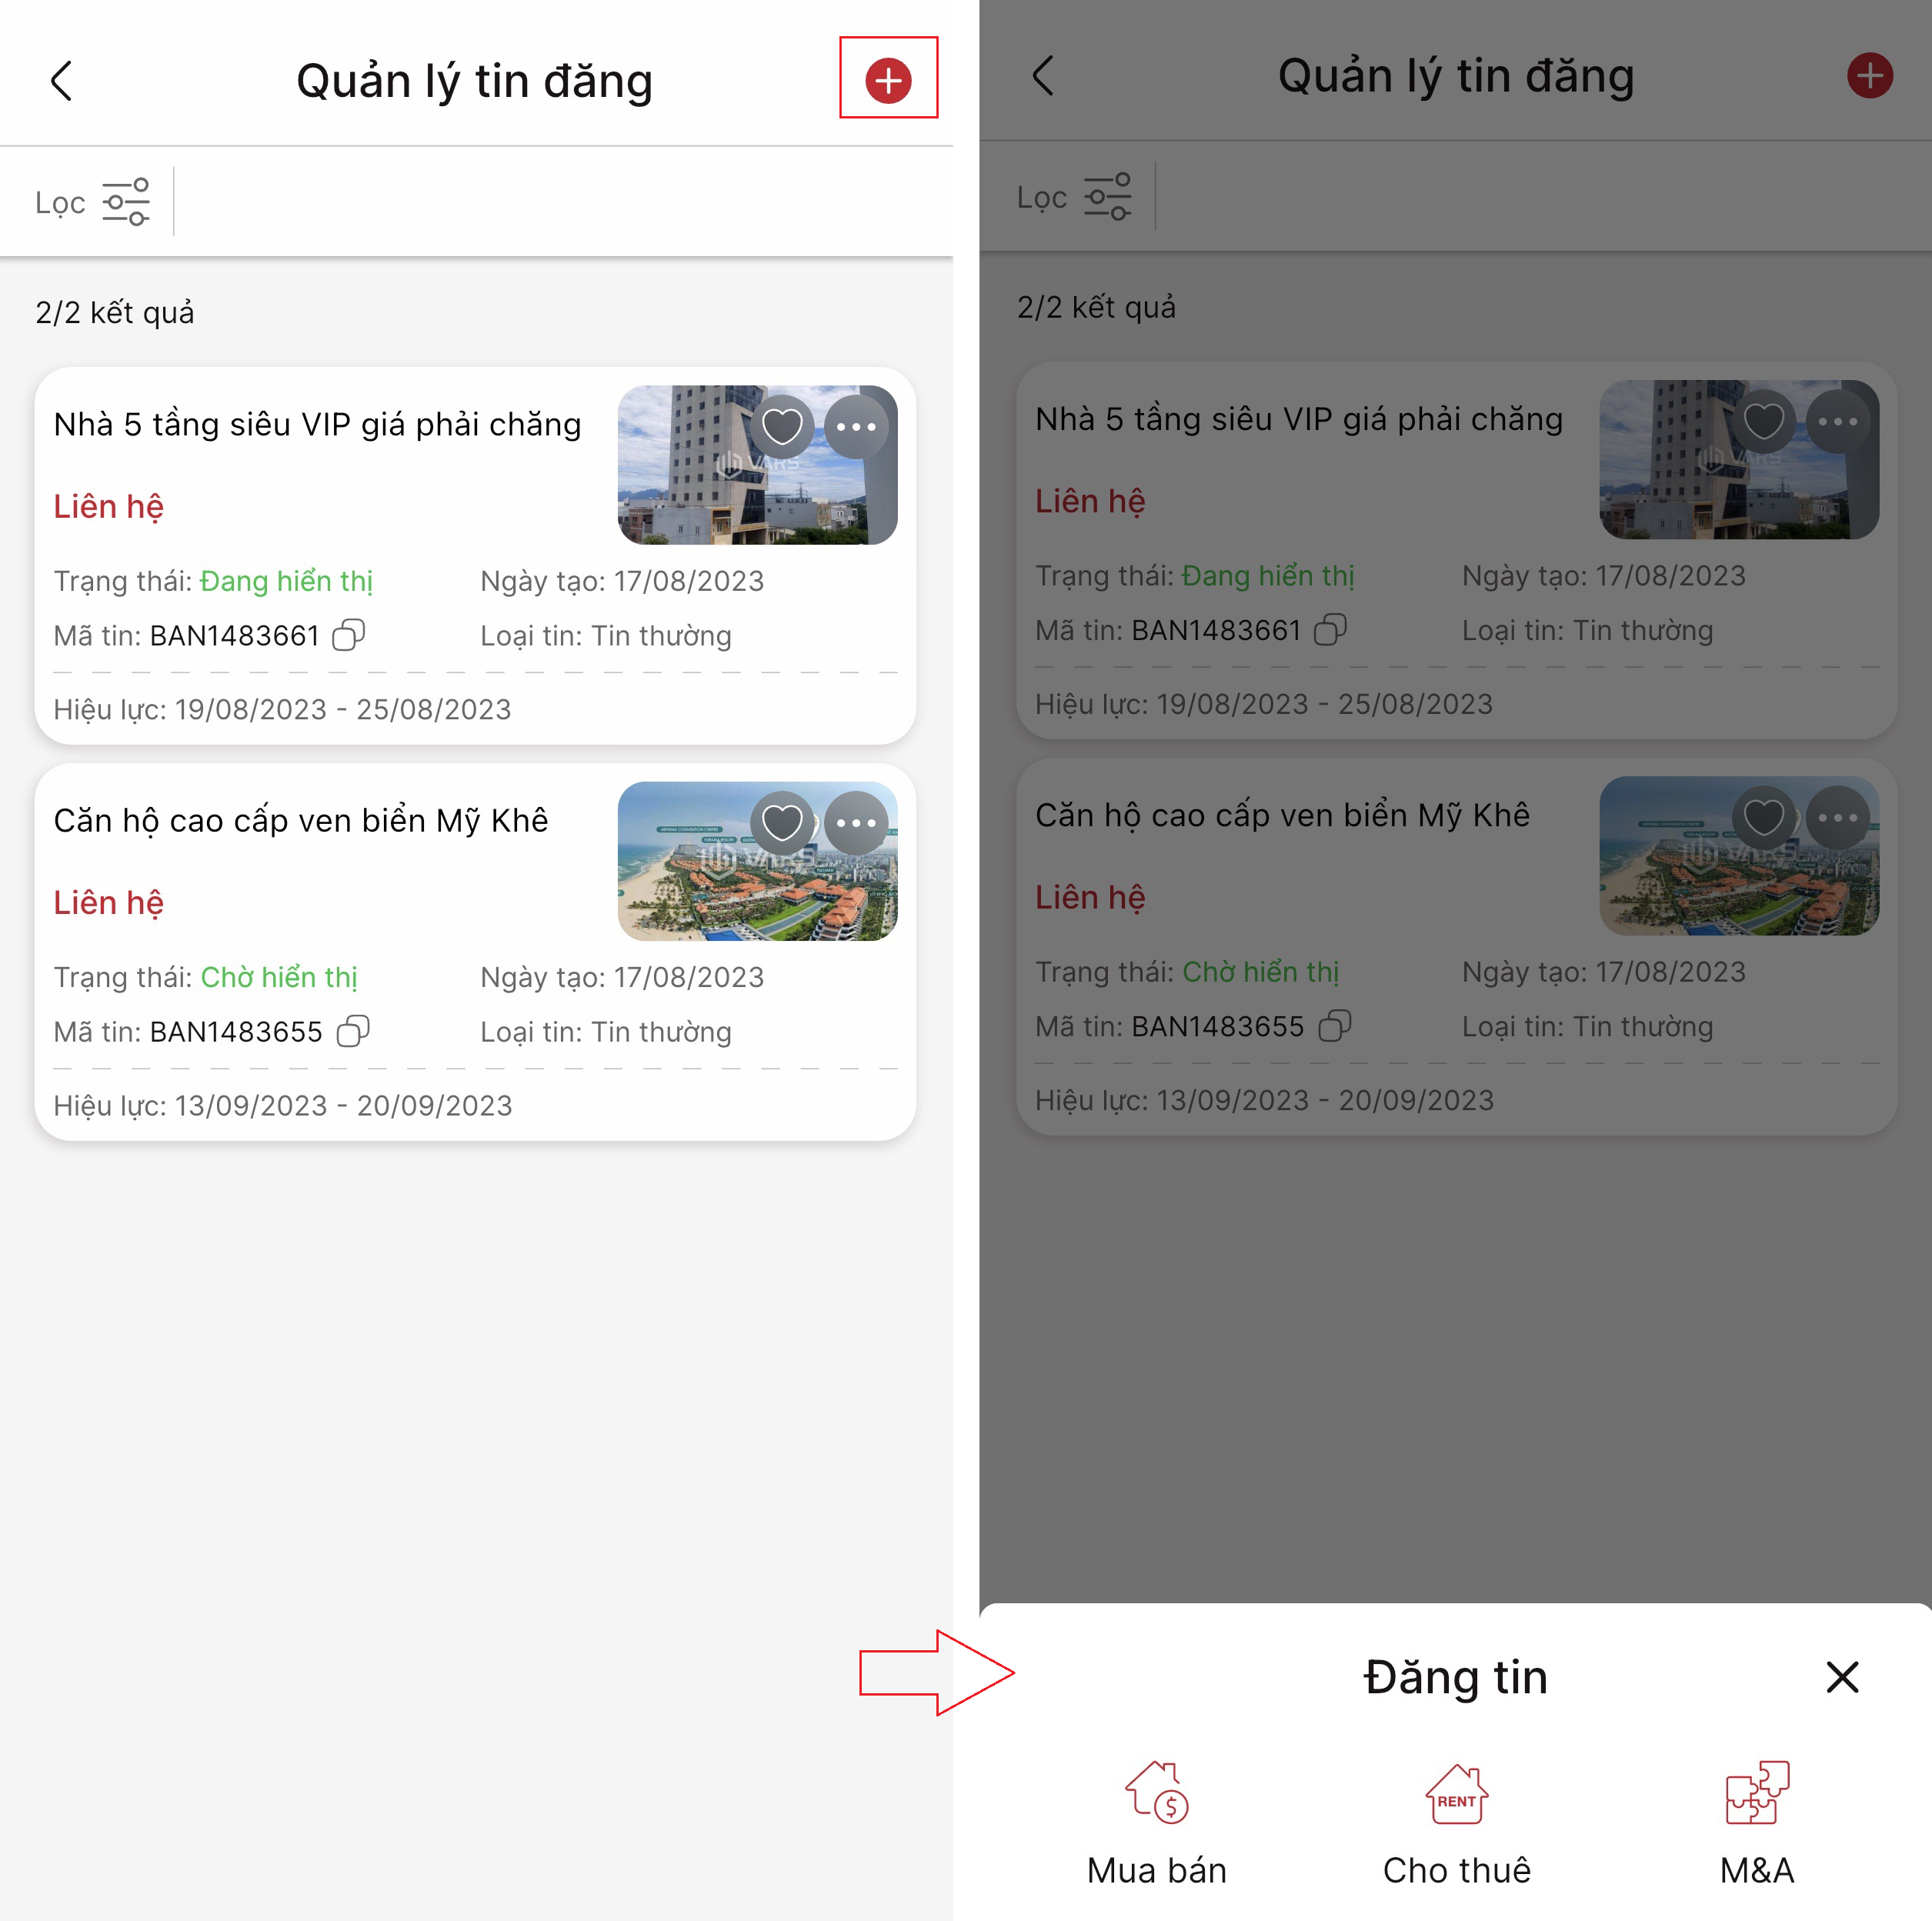 Quản lý tin đăng
Lọc
2/2 kết quả
Nhà 5 tầng siêu VIP giá phải chăng
VARS
Liên hệ
Trạng thái: Đang hiển thị Ngày tạo: 17/08/2023
Mã tin: BAN1483661 Loại tin: Tin thường
Hiệu lực: 19/08/2023 - 25/08/2023
Căn hộ cao cấp ven biển Mỹ Khê
VARS
Liên hệ
Trạng thái: Chờ hiển thị Ngày tạo: 17/08/2023
Mã tin: BAN1483655 Loại tin: Tin thường
Hiệu lực: 13/09/2023 - 20/09/2023
Quản lý tin đăng
Lọc
2/2 kết quả
Nhà 5 tầng siêu VIP giá phải chăng
VARS
Liên hệ
Trạng thái: Đang hiển thị Ngày tạo: 17/08/2023
Mã tin: BAN1483661 Loại tin: Tin thường
Hiệu lực: 19/08/2023 - 25/08/2023
Căn hộ cao cấp ven biển Mỹ Khê
VARS
Liên hệ
Trạng thái: Chờ hiển thị Ngày tạo: 17/08/2023
Mã tin: BAN1483655 Loại tin: Tin thường
Hiệu lực: 13/09/2023 - 20/09/2023
Đăng tin
RENT
Mua bán Cho thuê M&A